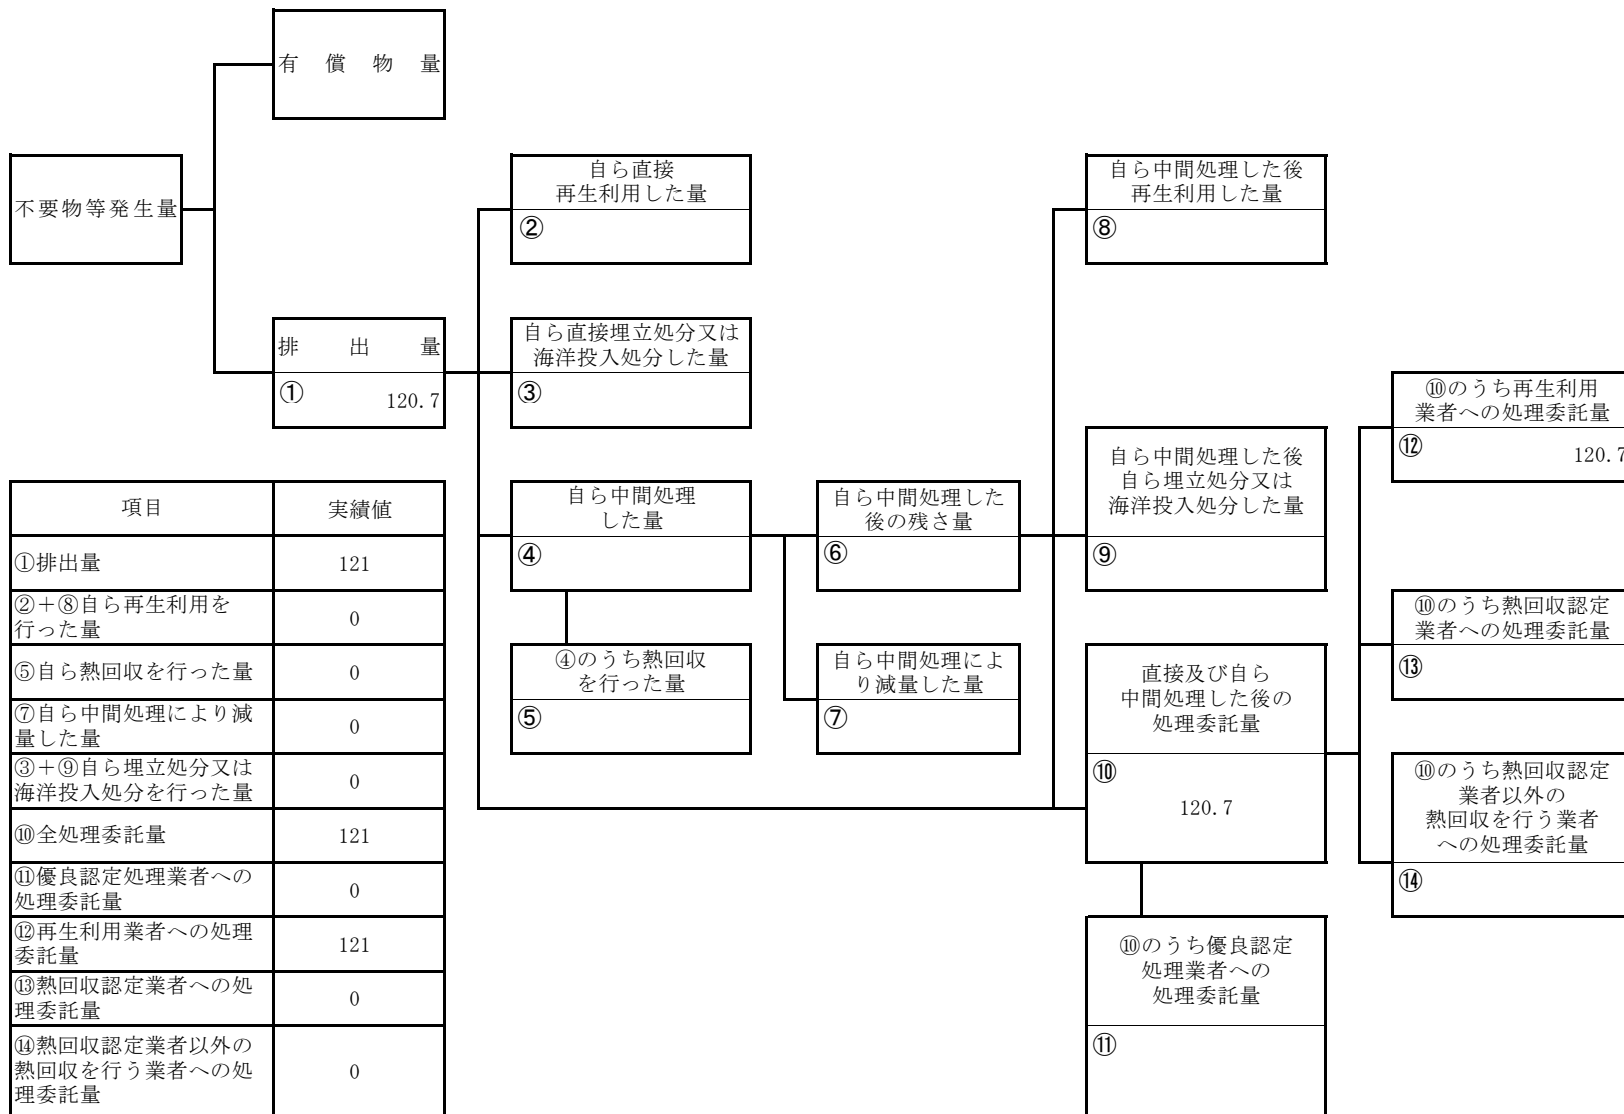 有償物量
不要物等発生量
排出量
①
120.7
自ら直接
再生利用した量
②
自ら直接埋立処分又は
海洋投入処分した量
③
自ら中間処理
した量
④
④のうち熱回収
を行った量
⑤
自ら中間処理した
後の残さ量
⑥
自ら中間処理によ
り減量した量
⑦
自ら中間処理した後
再生利用した量
⑧
自ら中間処理した後
自ら埋立処分又は
海洋投入処分した量
⑨
直接及び自ら
中間処理した後の
処理委託量
⑩
120.7
⑩のうち優良認定
処理業者への
処理委託量
⑪
⑩のうち再生利用
業者への処理委託量
⑫
120.7
⑩のうち熱回収認定
業者への処理委託量
⑬
⑩のうち熱回収認定
業者以外の
熱回収を行う業者
への処理委託量
⑭
項目 実績値
①排出量 121
②+⑧自ら再生利用を
行った量 0
⑤自ら熱回収を行った量 0
⑦自ら中間処理により減
量した量 0
③+⑨自ら埋立処分又は
海洋投入処分を行った量 0
⑩全処理委託量 121
⑪優良認定処理業者への
処理委託量 0
⑫再生利用業者への処理
委託量 121
⑬熱回収認定業者への処
理委託量 0
⑭熱回収認定業者以外の
熱回収を行う業者への処
理委託量 0